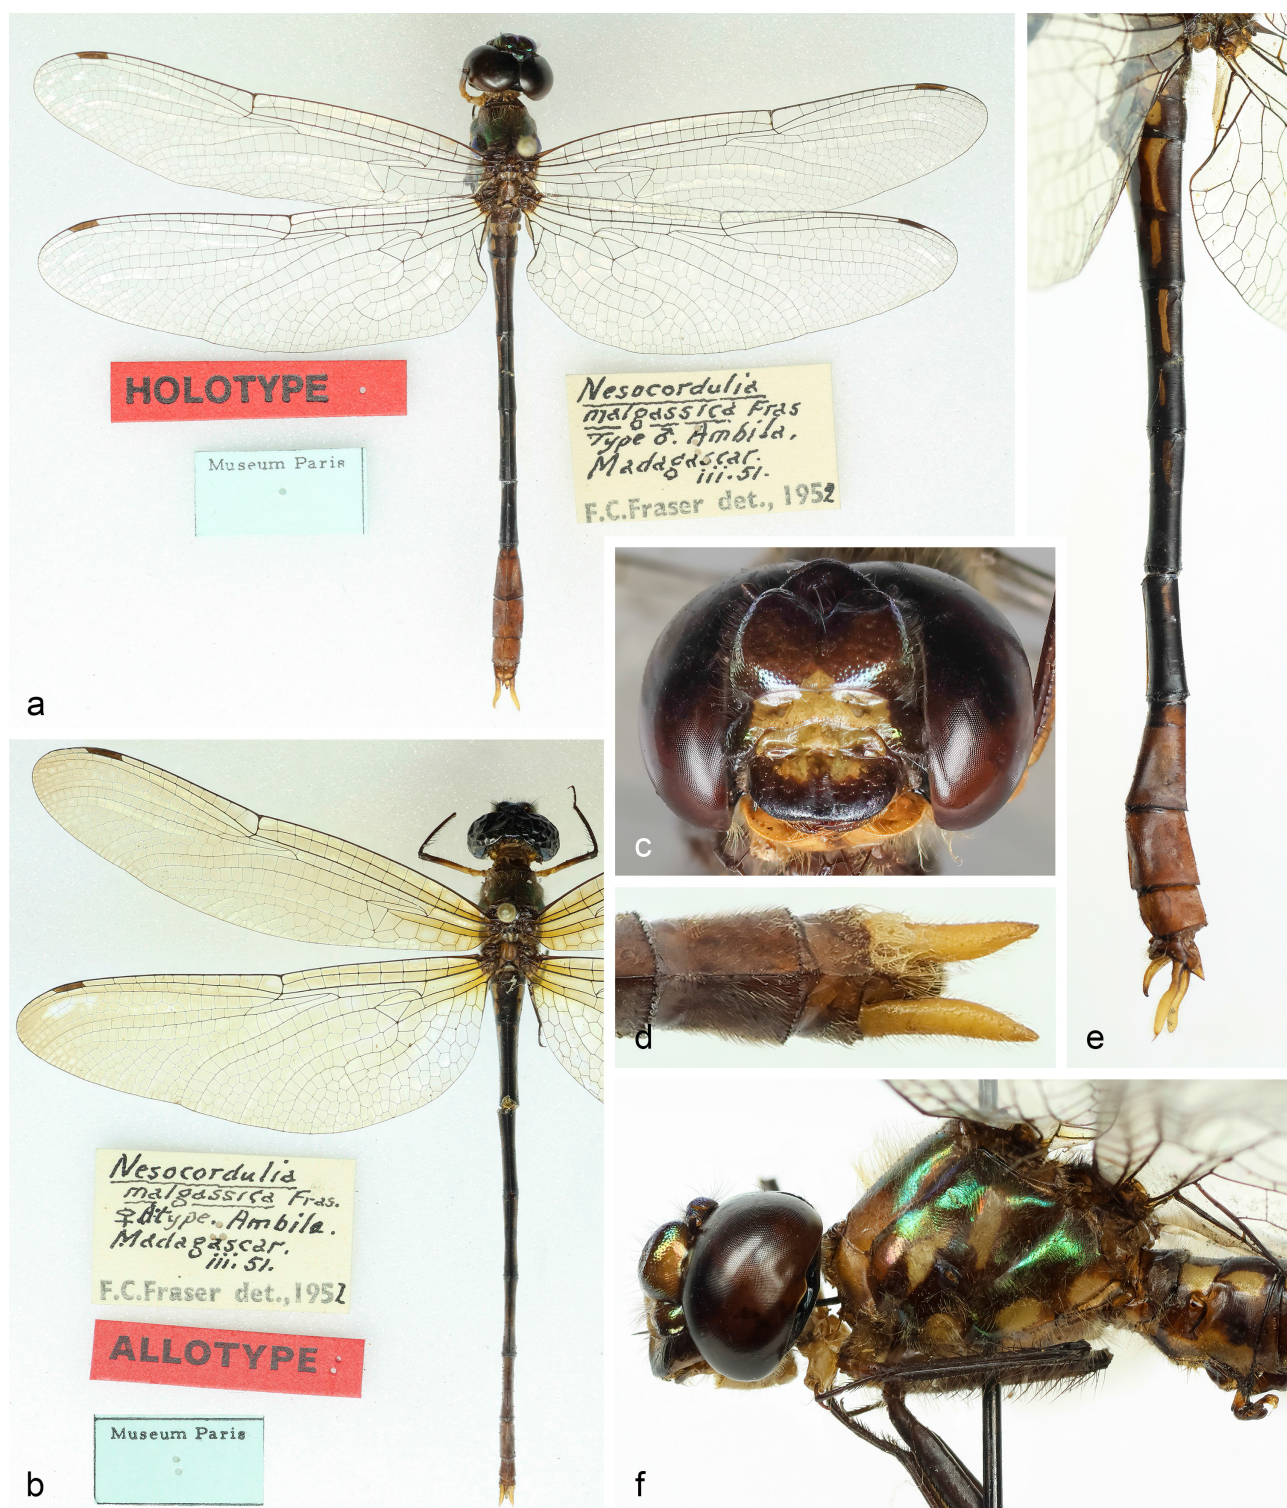 HOLOTYPE
Museum Paris
Nesocordulia
malgassica Fras
Type ♂. Ambila.
Madagascar.
iii.51.
F.C.Fraser det., 1952
a
c
d
e
Nesocordulia
malgassica Fras.
♀ Atype. Ambila.
Madagascar.
iii.51.
F.C.Fraser det., 1952
ALLOTYPE
Museum Paris
b
f